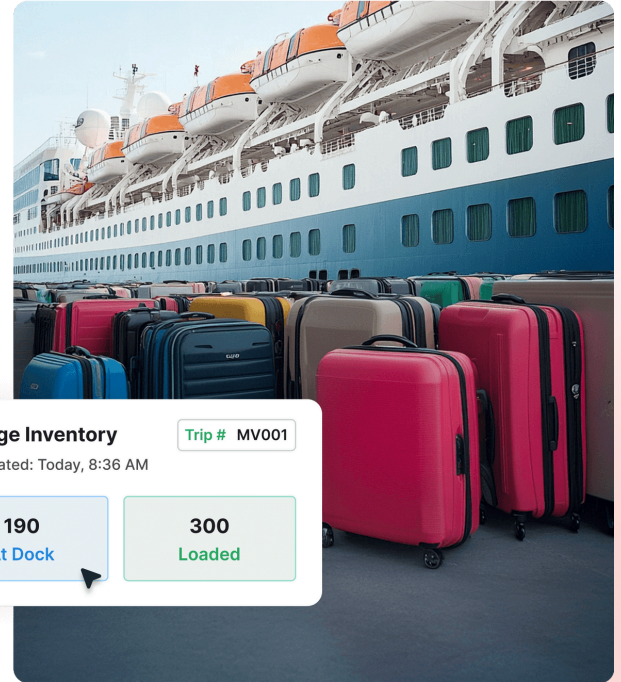 ge Inventory
Trip # MV001
ated: Today, 8:36 AM
190
300
t Dock
Loaded